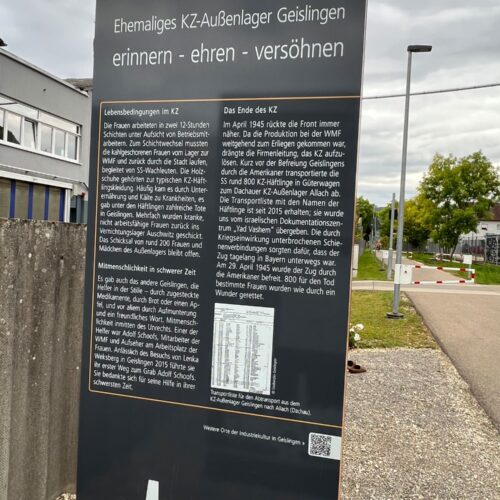 Ehemaliges KZ-Außenlager Geislingen
erinnern - ehren - versöhnen
Lebensbedingungen im KZ
Die Frauen arbeiteten in zwei 12-Stunden
Schichten unter Aufsicht von Betriebsmit-
arbeitern. Zum Schichtwechsel mussten
die kahlgeschorenen Frauen vom Lager zur
WMF und zurück durch die Stadt laufen,
begleitet von SS-Wachleuten. Die Holz-
schuhe gehörten zur typischen KZ-Häft-
lingskleidung. Häufig kam es durch Unter-
ernährung und Kälte zu Krankheiten, es
gab unter den Häftlingen zahlreiche Tote
in Geislingen. Mehrfach wurden kranke,
nicht arbeitsfähige Frauen zurück ins
Vernichtungslager Auschwitz geschickt.
Das Schicksal von rund 200 Frauen und
Mädchen des Außenlagers bleibt offen.
Mitmenschlichkeit in schwerer Zeit
Es gab auch das andere Geislingen, die
Helfer in der Stille – durch zugesteckte
Medikamente, durch Brot oder einen Ap-
fel, und vor allem durch Aufmunterung
und ein freundliches Wort. Mitmensch-
lichkeit inmitten des Unrechts. Einer der
Helfer war Adolf Schoofs, Mitarbeiter der
WMF und Aufseher am Arbeitsplatz der
Frauen. Anlässlich des Besuchs von Lenka
Weksberg in Geislingen 2015 führte sie
ihr erster Weg zum Grab Adolf Schoofs.
Sie bedankte sich für seine Hilfe in ihrer
schwersten Zeit.
Das Ende des KZ
Im April 1945 rückte die Front immer
näher. Da die Produktion bei der WMF
weitgehend zum Erliegen gekommen war,
drängte die Firmenleitung, das KZ aufzu-
lösen. Kurz vor der Befreiung Geislingens
durch die Amerikaner transportierte die
SS rund 800 KZ-Häftlinge in Güterwagen
zum Dachauer KZ-Außenlager Allach ab.
Die Transportliste mit den Namen der
Häftlinge ist seit 2015 erhalten; sie wurde
uns vom israelischen Dokumentationszen-
trum „Yad Vashem“ übergeben. Die durch
Kriegseinwirkung unterbrochenen Schie-
nenverbindungen sorgten dafür, dass der
Zug tagelang in Bayern unterwegs war.
Am 29. April 1945 wurde der Zug durch
die Amerikaner befreit. 800 für den Tod
bestimmte Frauen wurden wie durch ein
Wunder gerettet.
Transportliste für den Abtransport aus dem
KZ-Außenlager Geislingen nach Allach (Dachau).
Weitere Orte der Industriekultur in Geislingen »